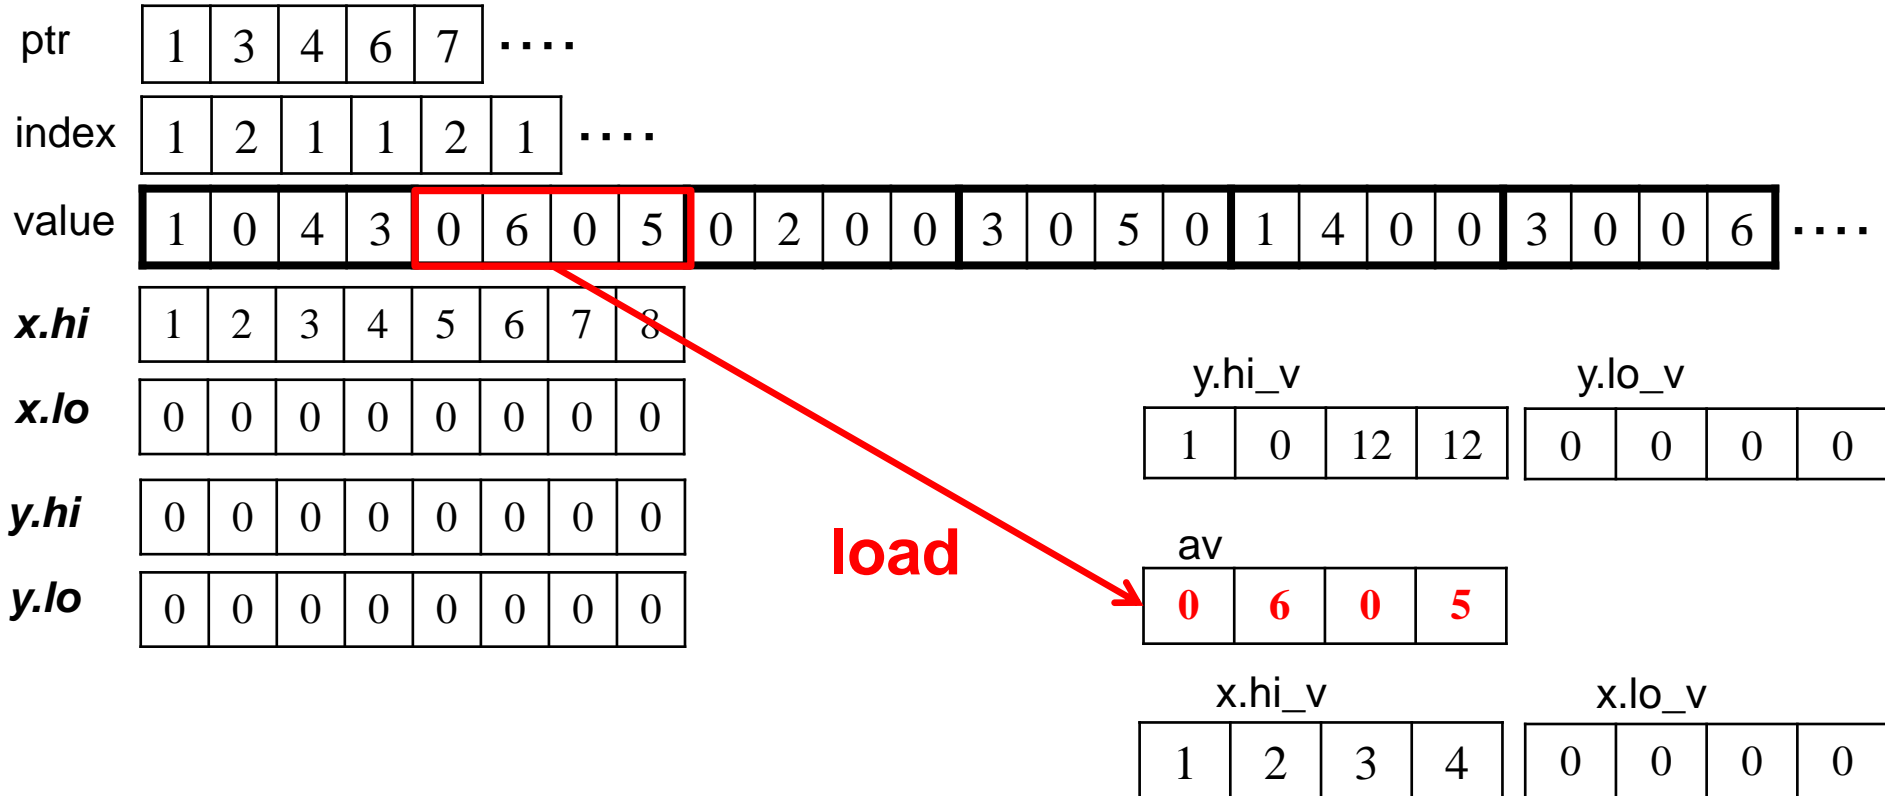 ptr 1 3 4 6 7 ....
index 1 2 1 1 2 1 ....
value 1 0 4 3 0 6 0 5 0 2 0 0 3 0 5 0 1 4 0 0 3 0 0 6 ....
x.hi 1 2 3 4 5 6 7 8
x.lo 0 0 0 0 0 0 0 0
y.hi 0 0 0 0 0 0 0 0
y.lo 0 0 0 0 0 0 0 0
load
y.hi_v y.lo_v
1 0 12 12 0 0 0 0
av
0 6 0 5
x.hi_v x.lo_v
1 2 3 4 0 0 0 0